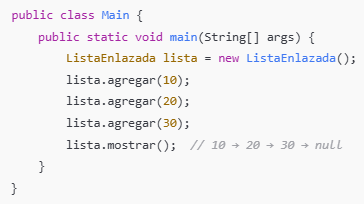 public class Main {
    public static void main(String[] args) {
        ListaEnlazada lista = new ListaEnlazada();
        lista.agregar(10);
        lista.agregar(20);
        lista.agregar(30);
        lista.mostrar();  // 10 → 20 → 30 → null
    }
}